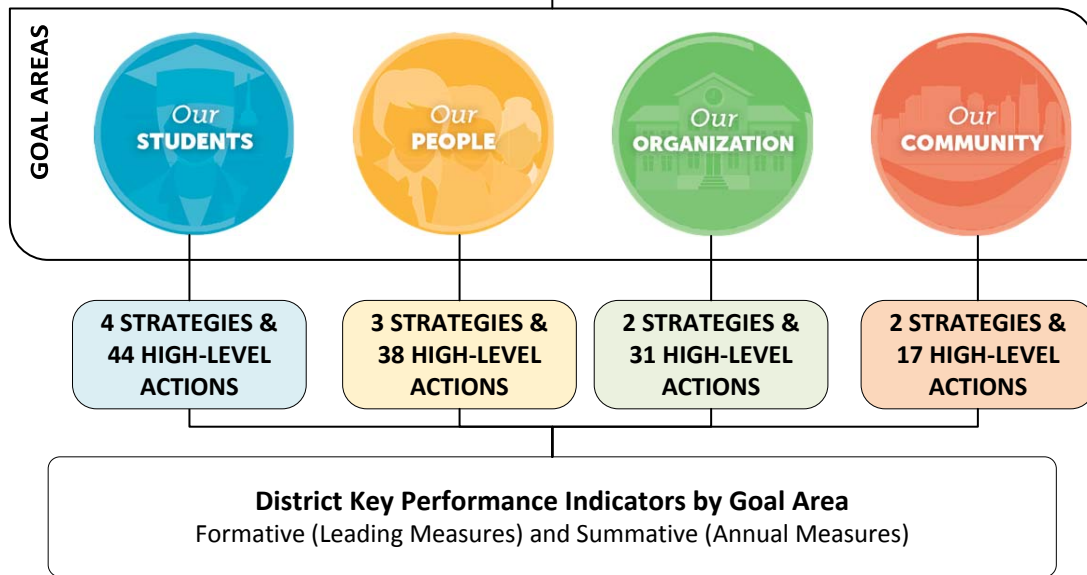 GOAL AREAS
Our
STUDENTS
Our
PEOPLE
Our
ORGANIZATION
Our
COMMUNITY
4 STRATEGIES &
44 HIGH-LEVEL
ACTIONS
3 STRATEGIES &
38 HIGH-LEVEL
ACTIONS
2 STRATEGIES &
31 HIGH-LEVEL
ACTIONS
2 STRATEGIES &
17 HIGH-LEVEL
ACTIONS
District Key Performance Indicators by Goal Area
Formative (Leading Measures) and Summative (Annual Measures)